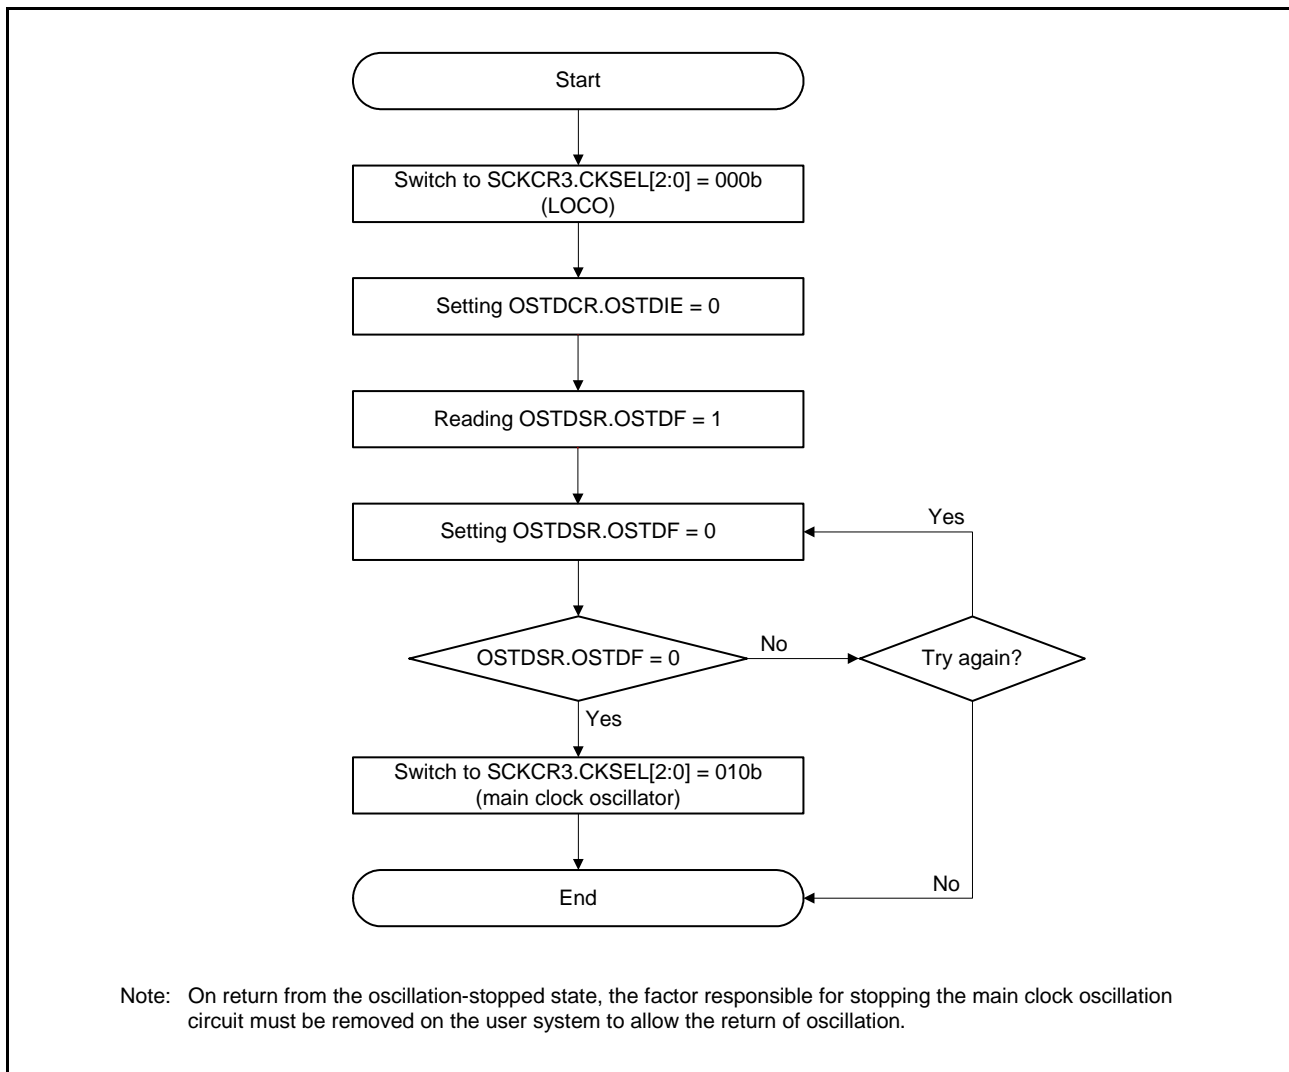 Start
Switch to SCKCR3.CKSEL[2:0] = 000b
(LOCO)
Setting OSTDCR.OSTDIE = 0
Reading OSTDSR.OSTDF = 1
Setting OSTDSR.OSTDF = 0
Yes
OSTDSR.OSTDF = 0
No
Try again?
Yes
Switch to SCKCR3.CKSEL[2:0] = 010b
(main clock oscillator)
No
End
Note: On return from the oscillation-stopped state, the factor responsible for stopping the main clock oscillation
circuit must be removed on the user system to allow the return of oscillation.